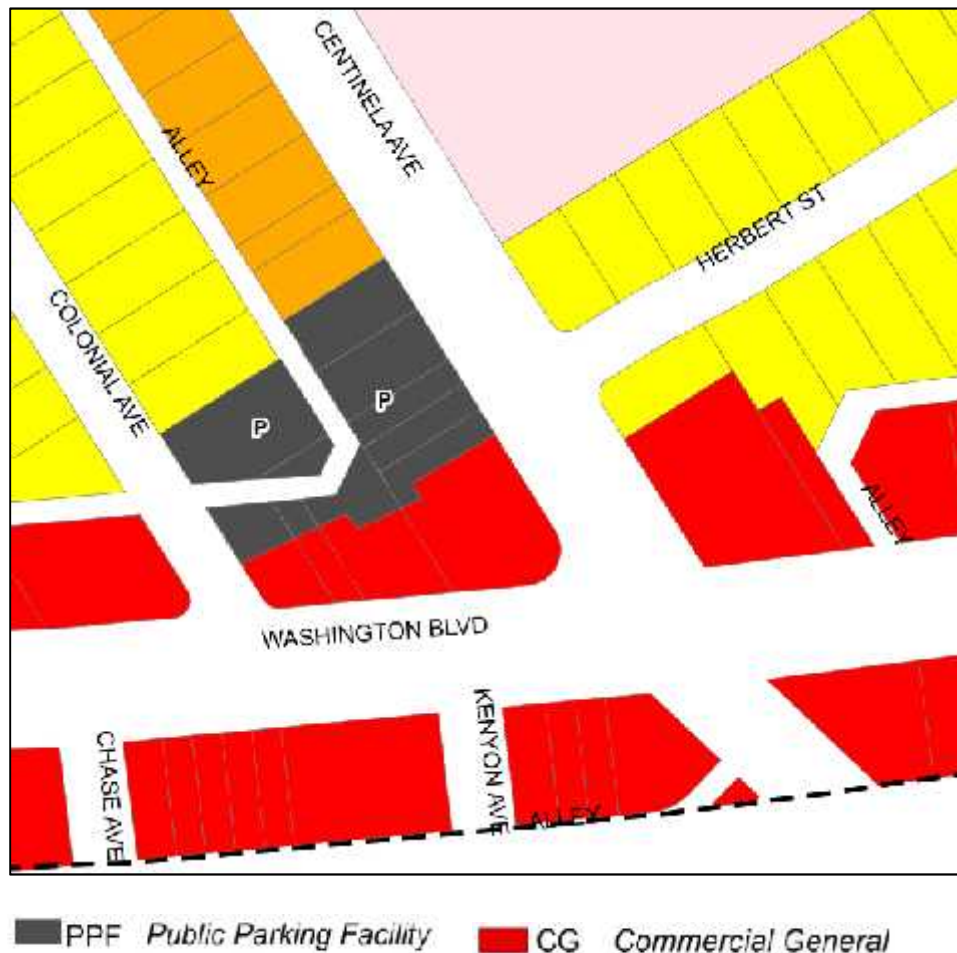 CENTINELA AVE
ALLEY
HERBERT ST
COLONIAL AVE
P
P
ALLEY
WASHINGTON BLVD
CHASE AVE
KENYON AVE
ALLEY
PPF Public Parking Facility
CG Commercial General